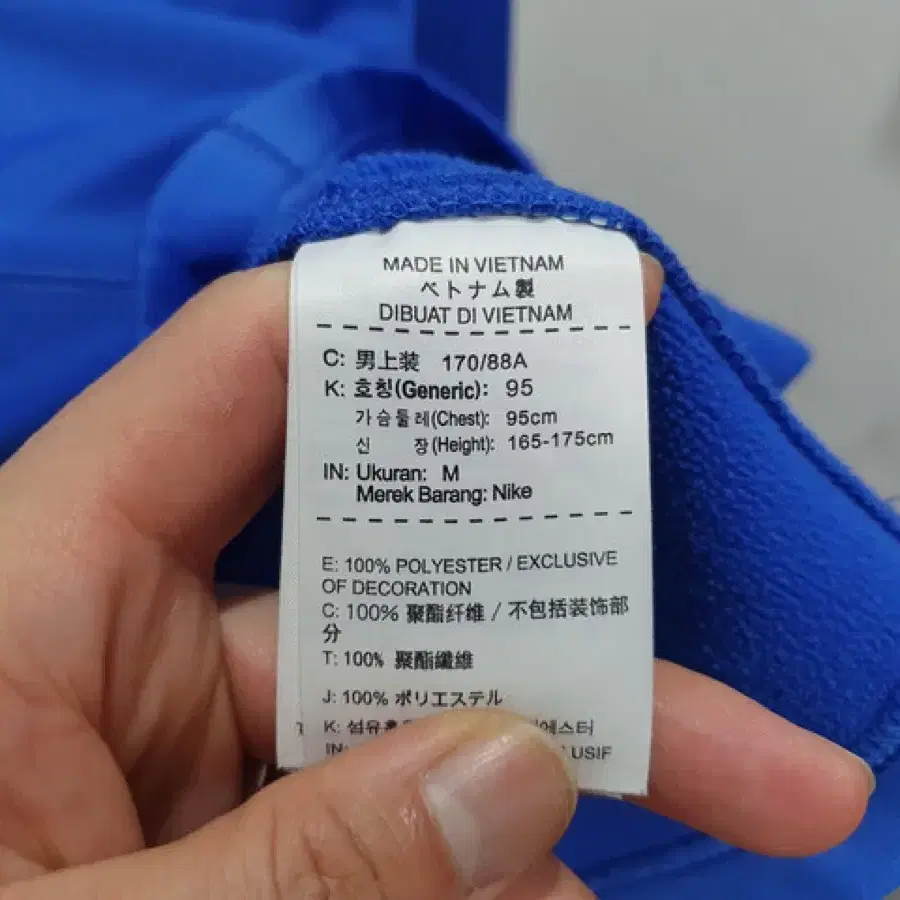 MADE IN VIETNAM
ベトナム製
DIBUAT DI VIETNAM
C: 男上装 170/88A
K: 호칭(Generic): 95
가슴둘레(Chest): 95cm
신 장(Height): 165-175cm
IN: Ukuran: M
Merek Barang: Nike
E: 100% POLYESTER / EXCLUSIVE
OF DECORATION
C: 100% 聚酯纤维 / 不包括装饰部
分
T: 100% 聚酯纖維
J: 100% ポリエステル
K:
IN: